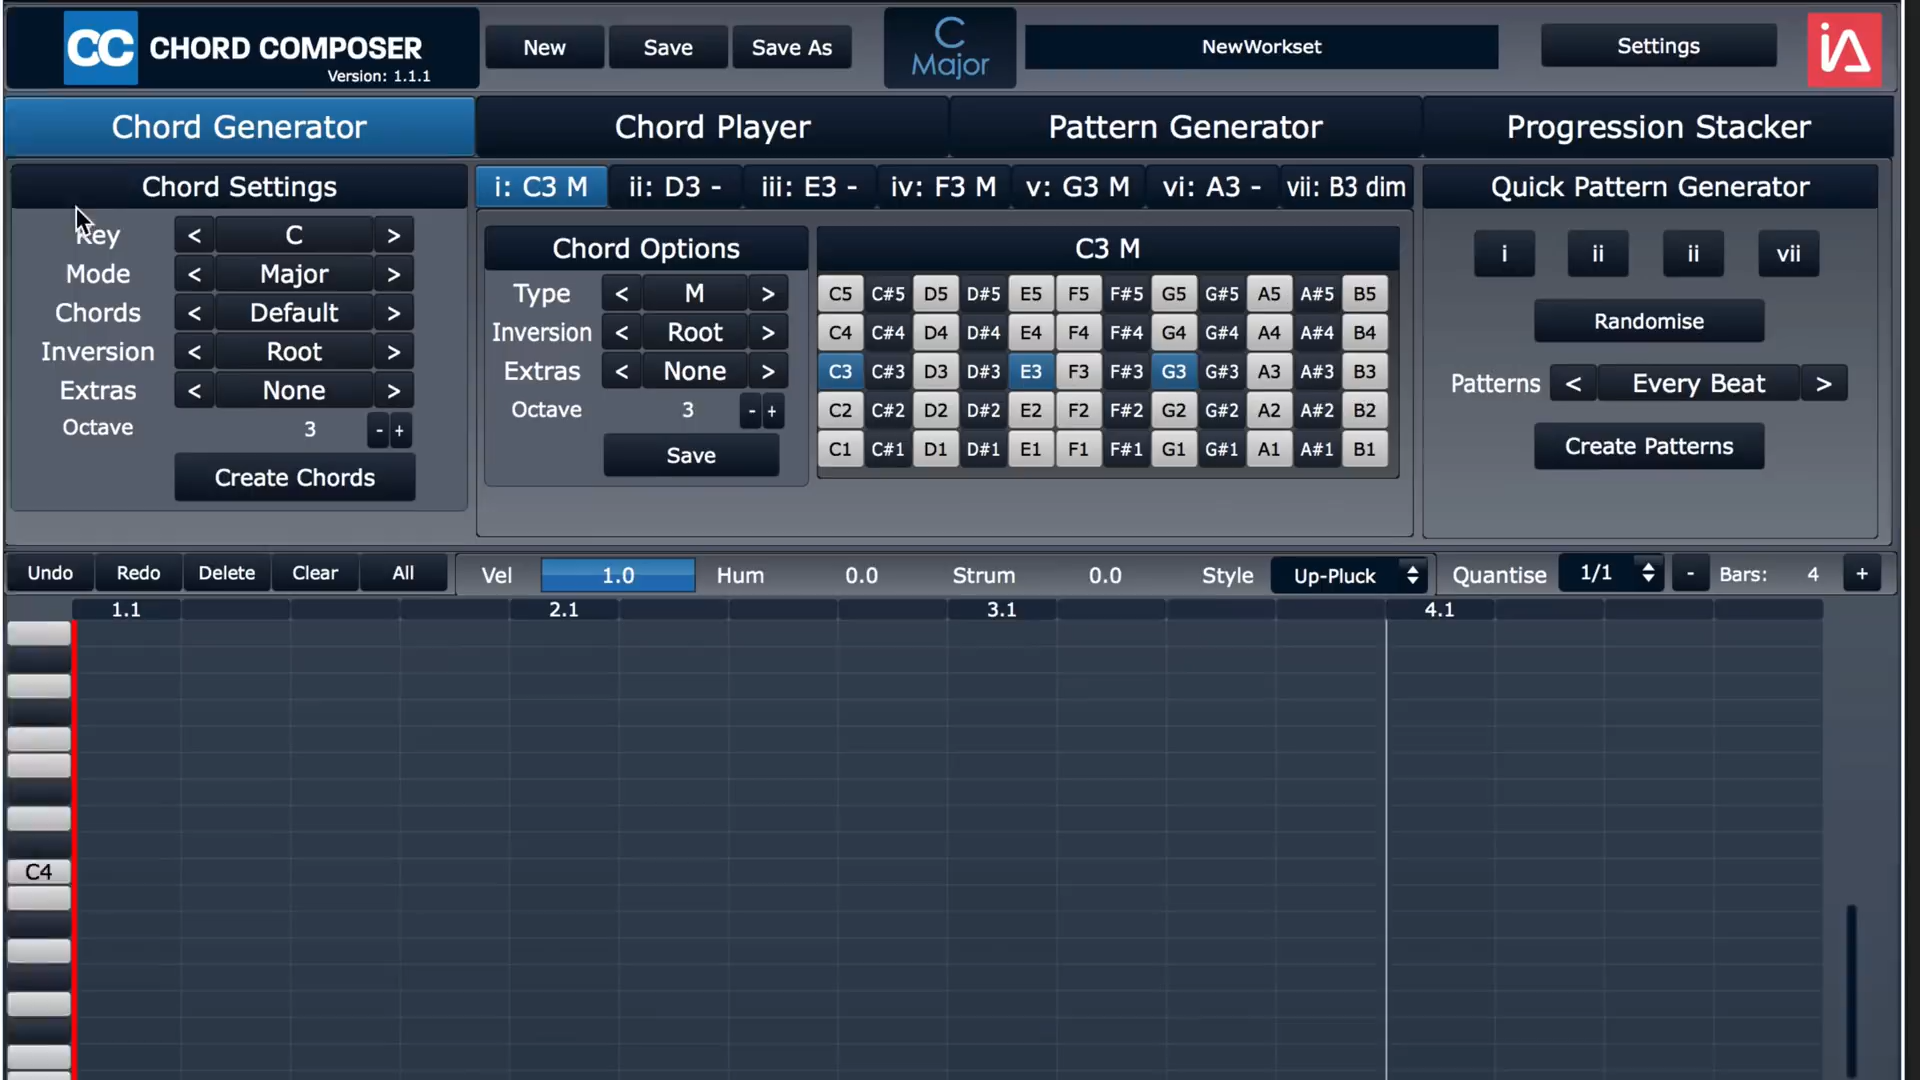 CC CHORD COMPOSER
Version: 1.1.1
New Save Save As
C
Major
NewWorkset
Settings
iA
Chord Generator Chord Player Pattern Generator Progression Stacker
Chord Settings
Key < C >
Mode < Major >
Chords < Default >
Inversion < Root >
Extras < None >
Octave 3 - +
Create Chords
i: C3 M ii: D3 - iii: E3 - iv: F3 M v: G3 M vi: A3 - vii: B3 dim
Chord Options
Type < M >
Inversion < Root >
Extras < None >
Octave 3 - +
Save
C3 M
C5 C#5 D5 D#5 E5 F5 F#5 G5 G#5 A5 A#5 B5
C4 C#4 D4 D#4 E4 F4 F#4 G4 G#4 A4 A#4 B4
C3 C#3 D3 D#3 E3 F3 F#3 G3 G#3 A3 A#3 B3
C2 C#2 D2 D#2 E2 F2 F#2 G2 G#2 A2 A#2 B2
C1 C#1 D1 D#1 E1 F1 F#1 G1 G#1 A1 A#1 B1
Quick Pattern Generator
i ii ii vii
Randomise
Patterns < Every Beat >
Create Patterns
Undo Redo Delete Clear All Vel 1.0 Hum 0.0 Strum 0.0 Style Up-Pluck Quantise 1/1 - Bars: 4 +
1.1 2.1 3.1 4.1
C4